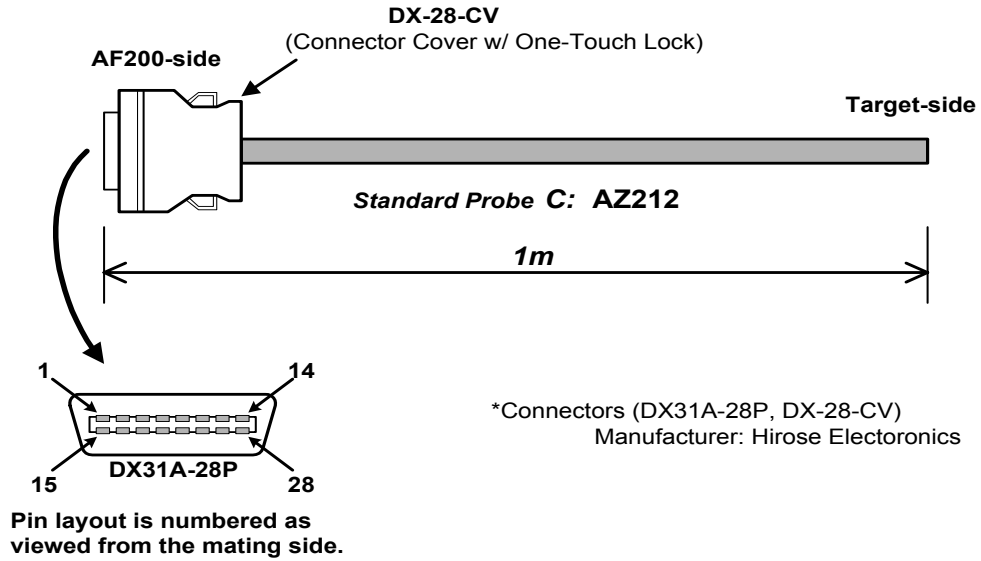 DX-28-CV
(Connector Cover w/ One-Touch Lock)
AF200-side
Target-side
Standard Probe C: AZ212
1m
1
14
*Connectors (DX31A-28P, DX-28-CV)
Manufacturer: Hirose Electoronics
DX31A-28P
15
28
Pin layout is numbered as
viewed from the mating side.